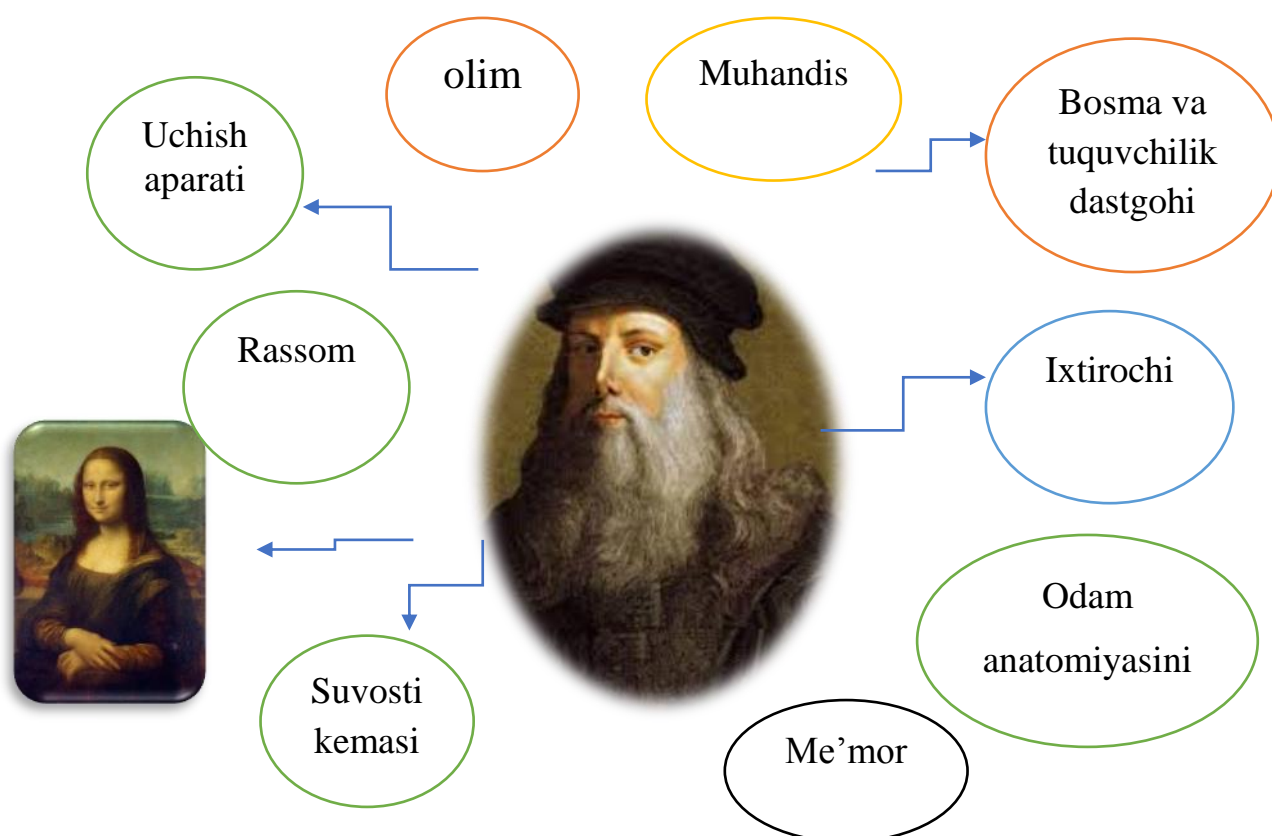 olim
Muhandis
Bosma va
tuquvchilik
dastgohi
Uchish
aparati
Rassom
Ixtirochi
Odam
anatomiyasini
Suvosti
kemasi
Me’mor